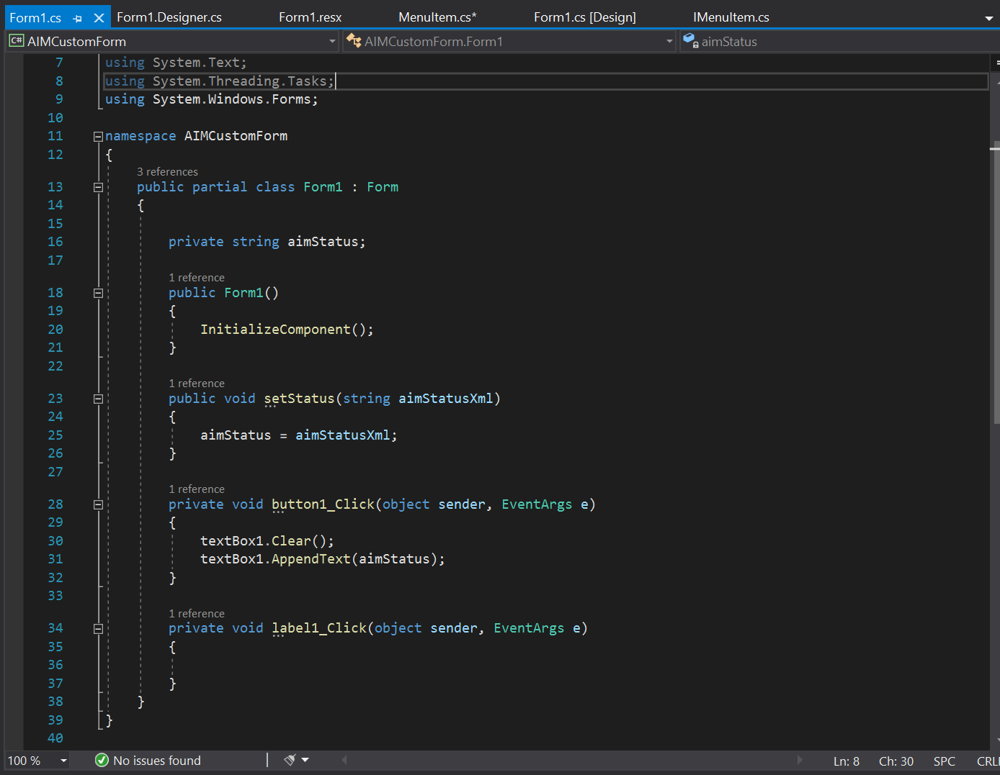 Form1.cs Form1.Designer.cs Form1.resx MenuItem.cs* Form1.cs [Design] IMenuItem.cs
C# AIMCustomForm AIMCustomForm.Form1 aimStatus
7 using System.Text;
8 using System.Threading.Tasks;
9 using System.Windows.Forms;
10
11 namespace AIMCustomForm
12 {
3 references
13 public partial class Form1 : Form
14 {
15
16 private string aimStatus;
17
1 reference
18 public Form1()
19 {
20 InitializeComponent();
21 }
22
1 reference
23 public void setStatus(string aimStatusXml)
24 {
25 aimStatus = aimStatusXml;
26 }
27
1 reference
28 private void button1_Click(object sender, EventArgs e)
29 {
30 textBox1.Clear();
31 textBox1.AppendText(aimStatus);
32 }
33
1 reference
34 private void label1_Click(object sender, EventArgs e)
35 {
36
37 }
38 }
39 }
40
100 % No issues found Ln: 8 Ch: 30 SPC CRL